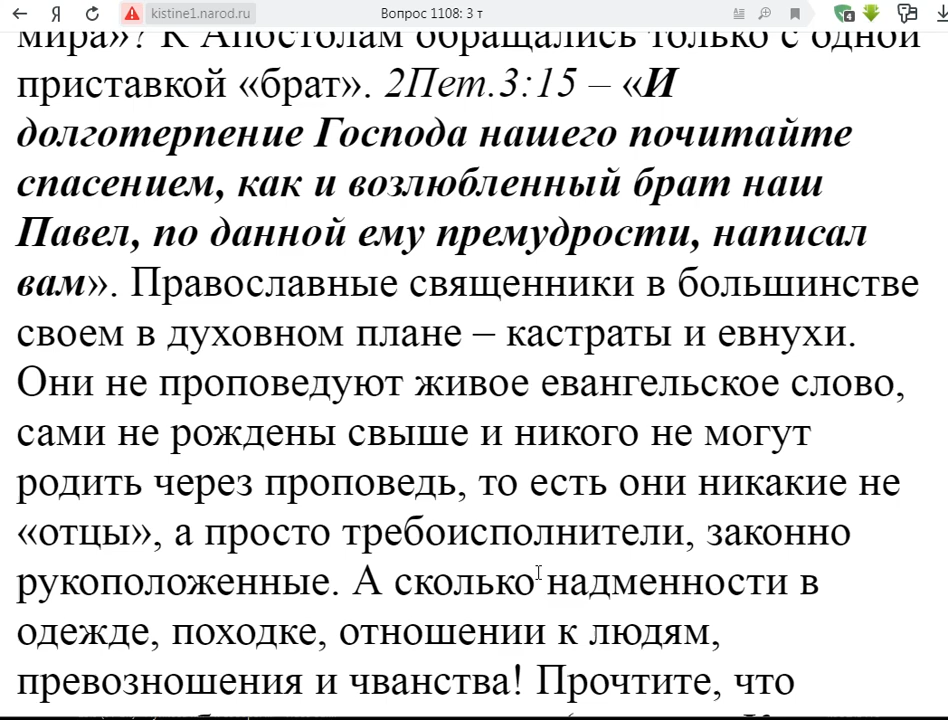 kistine1.narod.ru
Вопрос 1108: 3 т
4
мира»? К Апостолам обращались только с одной
приставкой «брат». 2Пет.3:15 – «И
долготерпение Господа нашего почитайте
спасением, как и возлюбленный брат наш
Павел, по данной ему премудрости, написал
вам». Православные священники в большинстве
своем в духовном плане – кастраты и евнухи.
Они не проповедуют живое евангельское слово,
сами не рождены свыше и никого не могут
родить через проповедь, то есть они никакие не
«отцы», а просто требоисполнители, законно
рукоположенные. А сколько надменности в
одежде, походке, отношении к людям,
превозношения и чванства! Прочтите, что